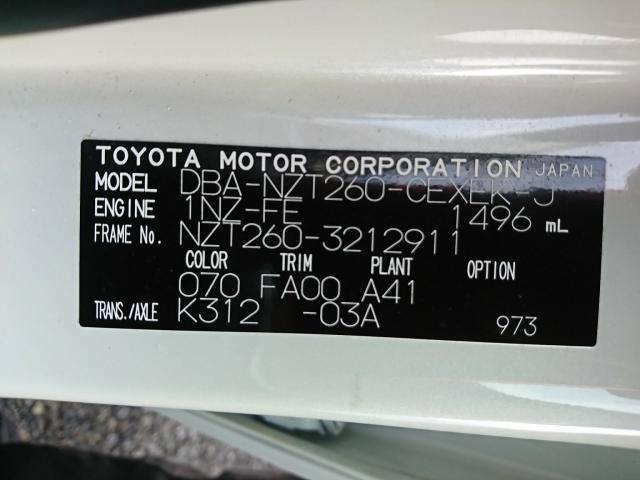 TOYOTA MOTOR CORPORATION JAPAN
MODEL DBA-NZT260-CEXEK-J
ENGINE 1NZ-FE 1496 mL
FRAME No. NZT260-3212911
COLOR TRIM PLANT OPTION
070 FA00 A41
TRANS./AXLE K312 -03A 973